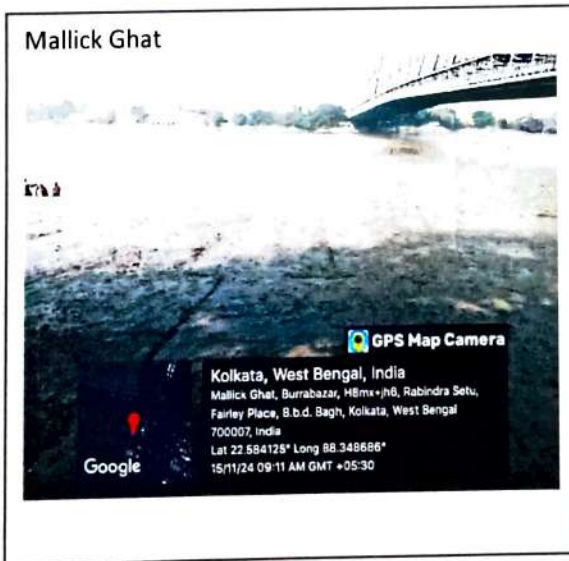 Mallick Ghat
GPS Map Camera
Kolkata, West Bengal, India
Mallick Ghat, Burrabazar, H8mx+jh6, Rabindra Setu,
Fairley Place, B.b.d. Bagh, Kolkata, West Bengal
700007, India
Lat 22.584125° Long 88.348686°
15/11/24 09:11 AM GMT +05:30
Google